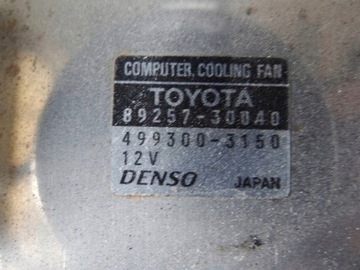 COMPUTER, COOLING FAN
TOYOTA
89257-30040
499300-3150
12V
DENSO JAPAN